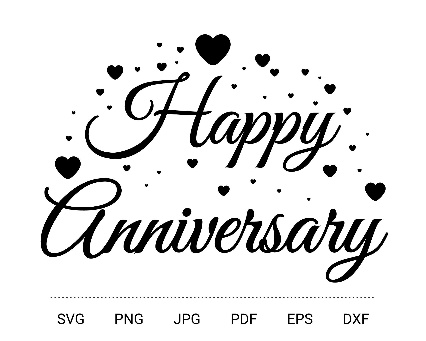 Happy
Anniversary
SVG PNG JPG PDF EPS DXF